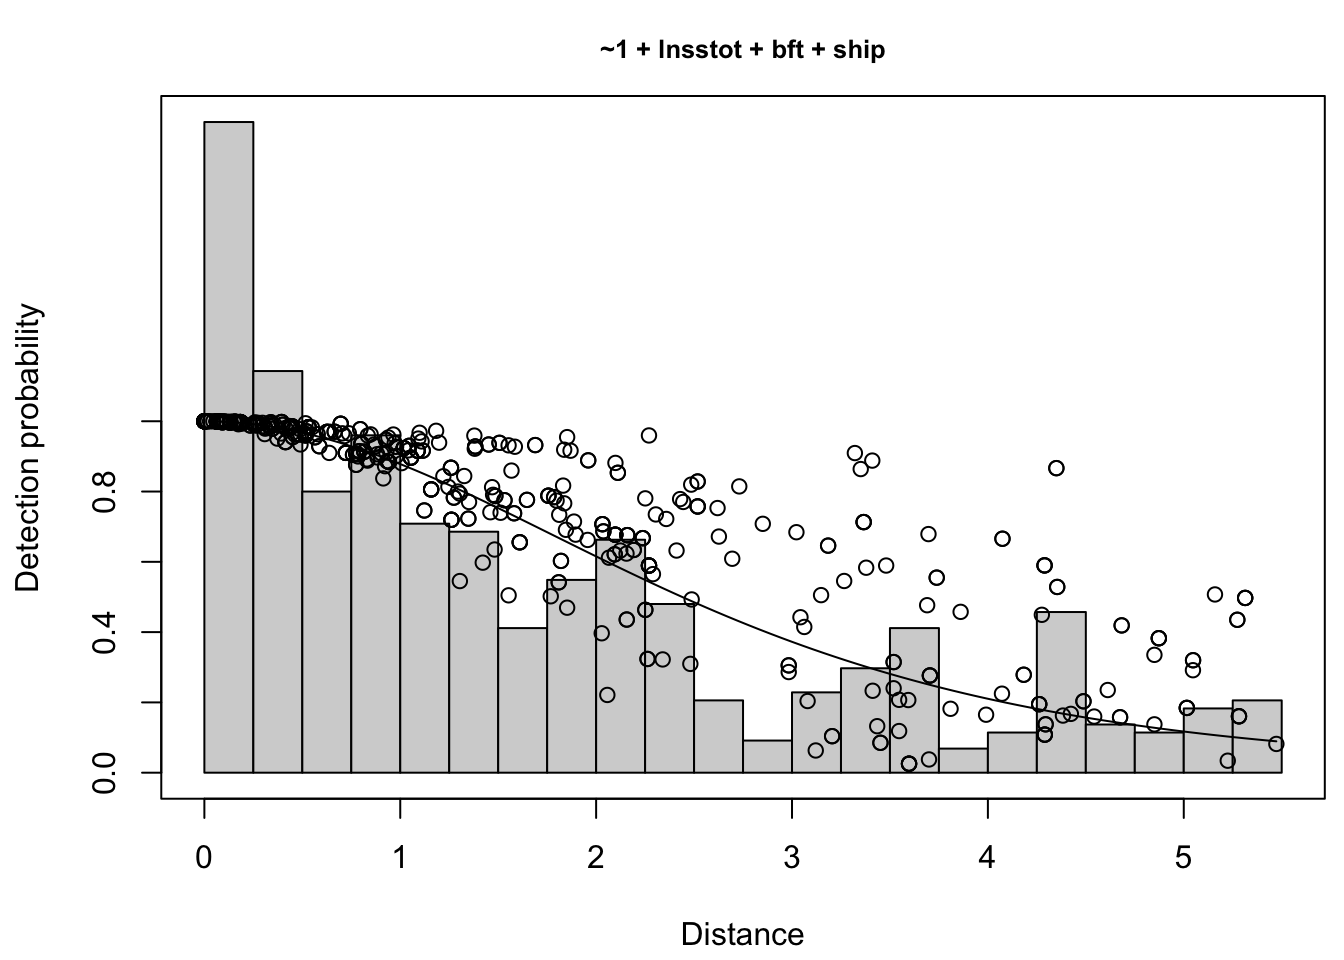 ~1 + lnsstot + bft + ship
Detection probability
0.8
0.4
0.0
0 1 2 3 4 5
Distance